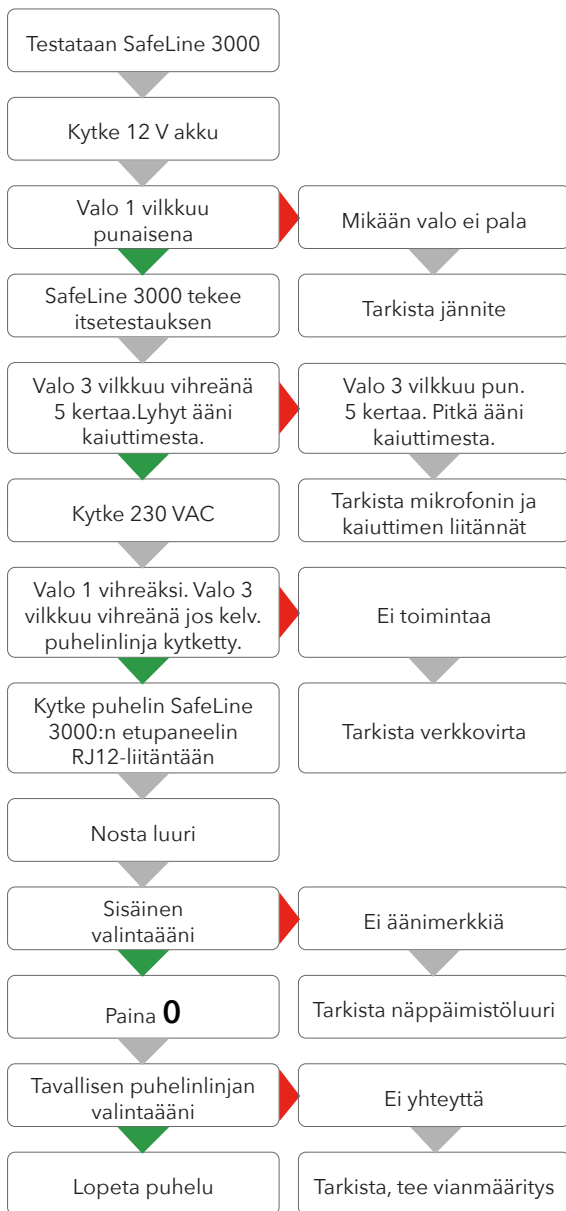 Testataan SafeLine 3000
Kytke 12 V akku
Valo 1 vilkkuu
punaisena
Mikään valo ei pala
SafeLine 3000 tekee
itsetestauksen
Tarkista jännite
Valo 3 vilkkuu vihreänä
5 kertaa.Lyhyt ääni
kaiuttimesta.
Valo 3 vilkkuu pun.
5 kertaa. Pitkä ääni
kaiuttimesta.
Kytke 230 VAC
Tarkista mikrofonin ja
kaiuttimen liitännät
Valo 1 vihreäksi. Valo 3
vilkkuu vihreänä jos kelv.
puhelinlinja kytketty.
Ei toimintaa
Kytke puhelin SafeLine
3000:n etupaneelin
RJ12-liitäntään
Tarkista verkkovirta
Nosta luuri
Sisäinen
valintaääni
Ei äänimerkkiä
Paina 0
Tarkista näppäimistöluuri
Tavallisen puhelinlinjan
valintaääni
Ei yhteyttä
Lopeta puhelu
Tarkista, tee vianmääritys